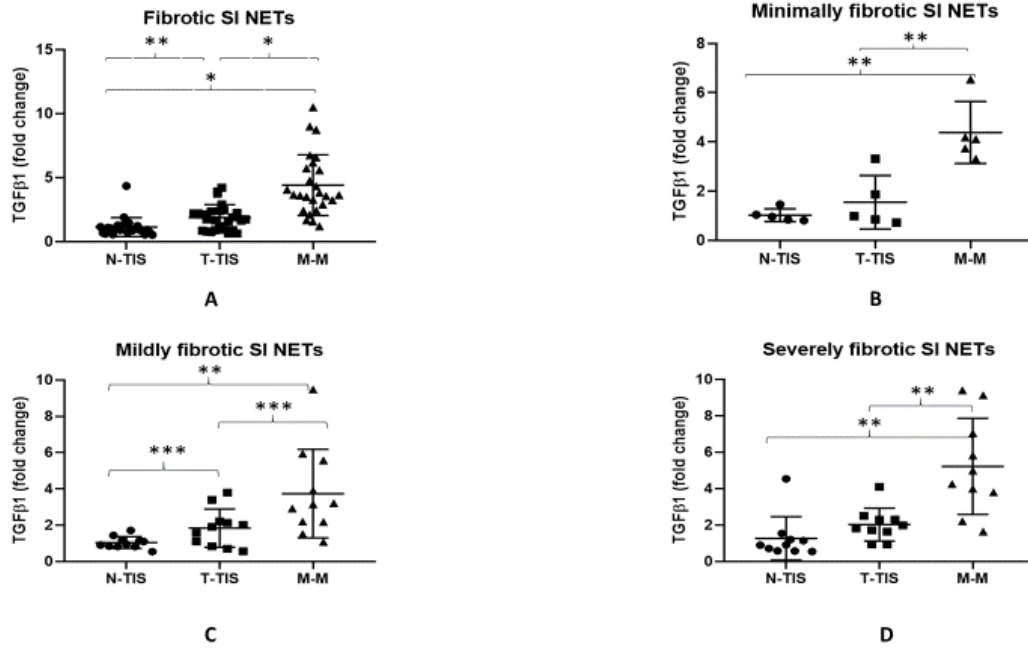 Fibrotic SI NETs
15
10
5
0
TGFβ1 (fold change)
**
*
*
N-TIS T-TIS M-M
A
Minimally fibrotic SI NETs
8
6
4
2
0
TGFβ1 (fold change)
**
**
N-TIS T-TIS M-M
B
Mildly fibrotic SI NETs
10
8
6
4
2
0
TGFβ1 (fold change)
**
***
***
N-TIS T-TIS M-M
C
Severely fibrotic SI NETs
10
8
6
4
2
0
TGFβ1 (fold change)
**
**
N-TIS T-TIS M-M
D